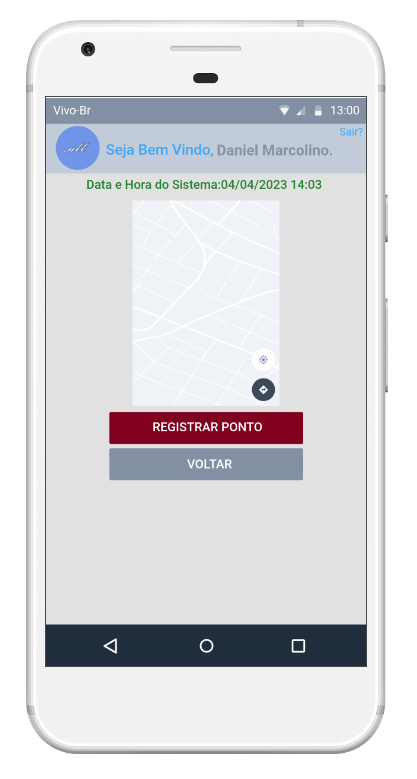 Vivo-Br 13:00
Sair?
Seja Bem Vindo, Daniel Marcolino.
Data e Hora do Sistema:04/04/2023 14:03
REGISTRAR PONTO
VOLTAR